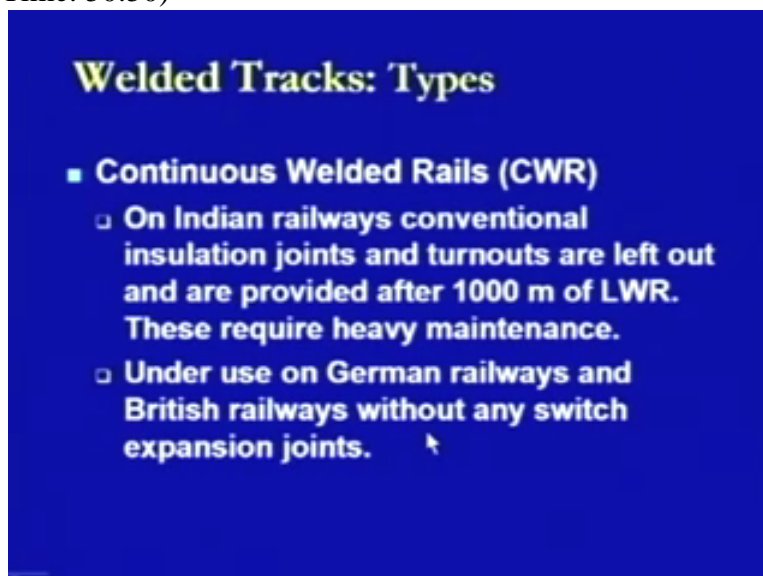 Welded Tracks: Types
Continuous Welded Rails (CWR)
On Indian railways conventional
insulation joints and turnouts are left out
and are provided after 1000 m of LWR.
These require heavy maintenance.
Under use on German railways and
British railways without any switch
expansion joints.